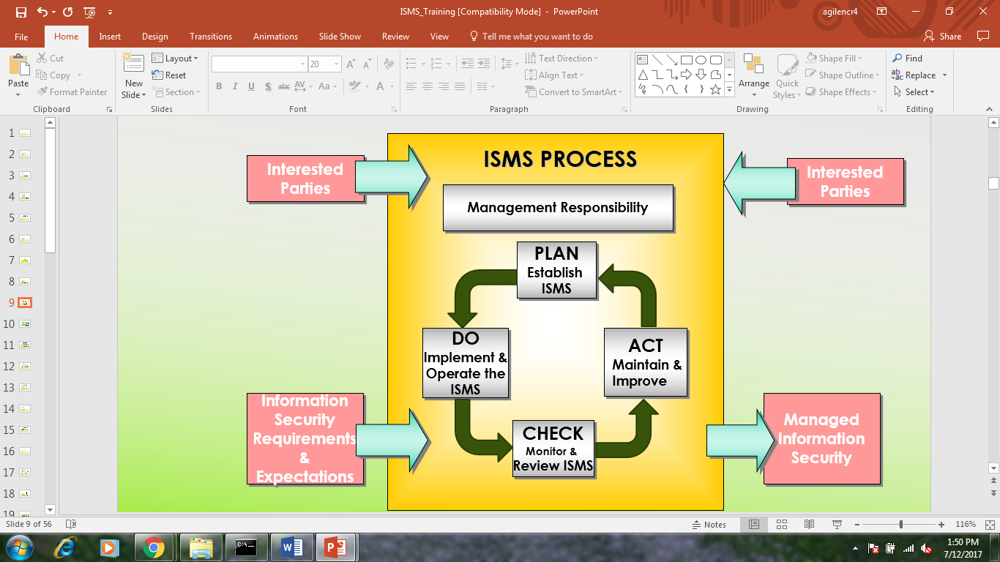 ISMS_Training [Compatibility Mode] - PowerPoint
agilencr4
File Home Insert Design Transitions Animations Slide Show Review View Tell me what you want to do Share
Paste
Cut
Copy
Format Painter
Clipboard
New
Slide
Layout
Reset
Section
Slides
20
B I U S abc AV Aa A
Font
Text Direction
Align Text
Convert to SmartArt
Paragraph
Arrange
Quick
Styles
Shape Fill
Shape Outline
Shape Effects
Drawing
Find
Replace
Select
Editing
1
2
3
4
5
6
7
8
9
10
11
12
13
14
15
16
17
18
19
ISMS PROCESS
Interested
Parties
Interested
Parties
Management Responsibility
PLAN
Establish
ISMS
DO
Implement &
Operate the
ISMS
ACT
Maintain &
Improve
CHECK
Monitor &
Review ISMS
Information
Security
Requirements
&
Expectations
Managed
Information
Security
Slide 9 of 56
Notes
116%
1:50 PM
7/12/2017